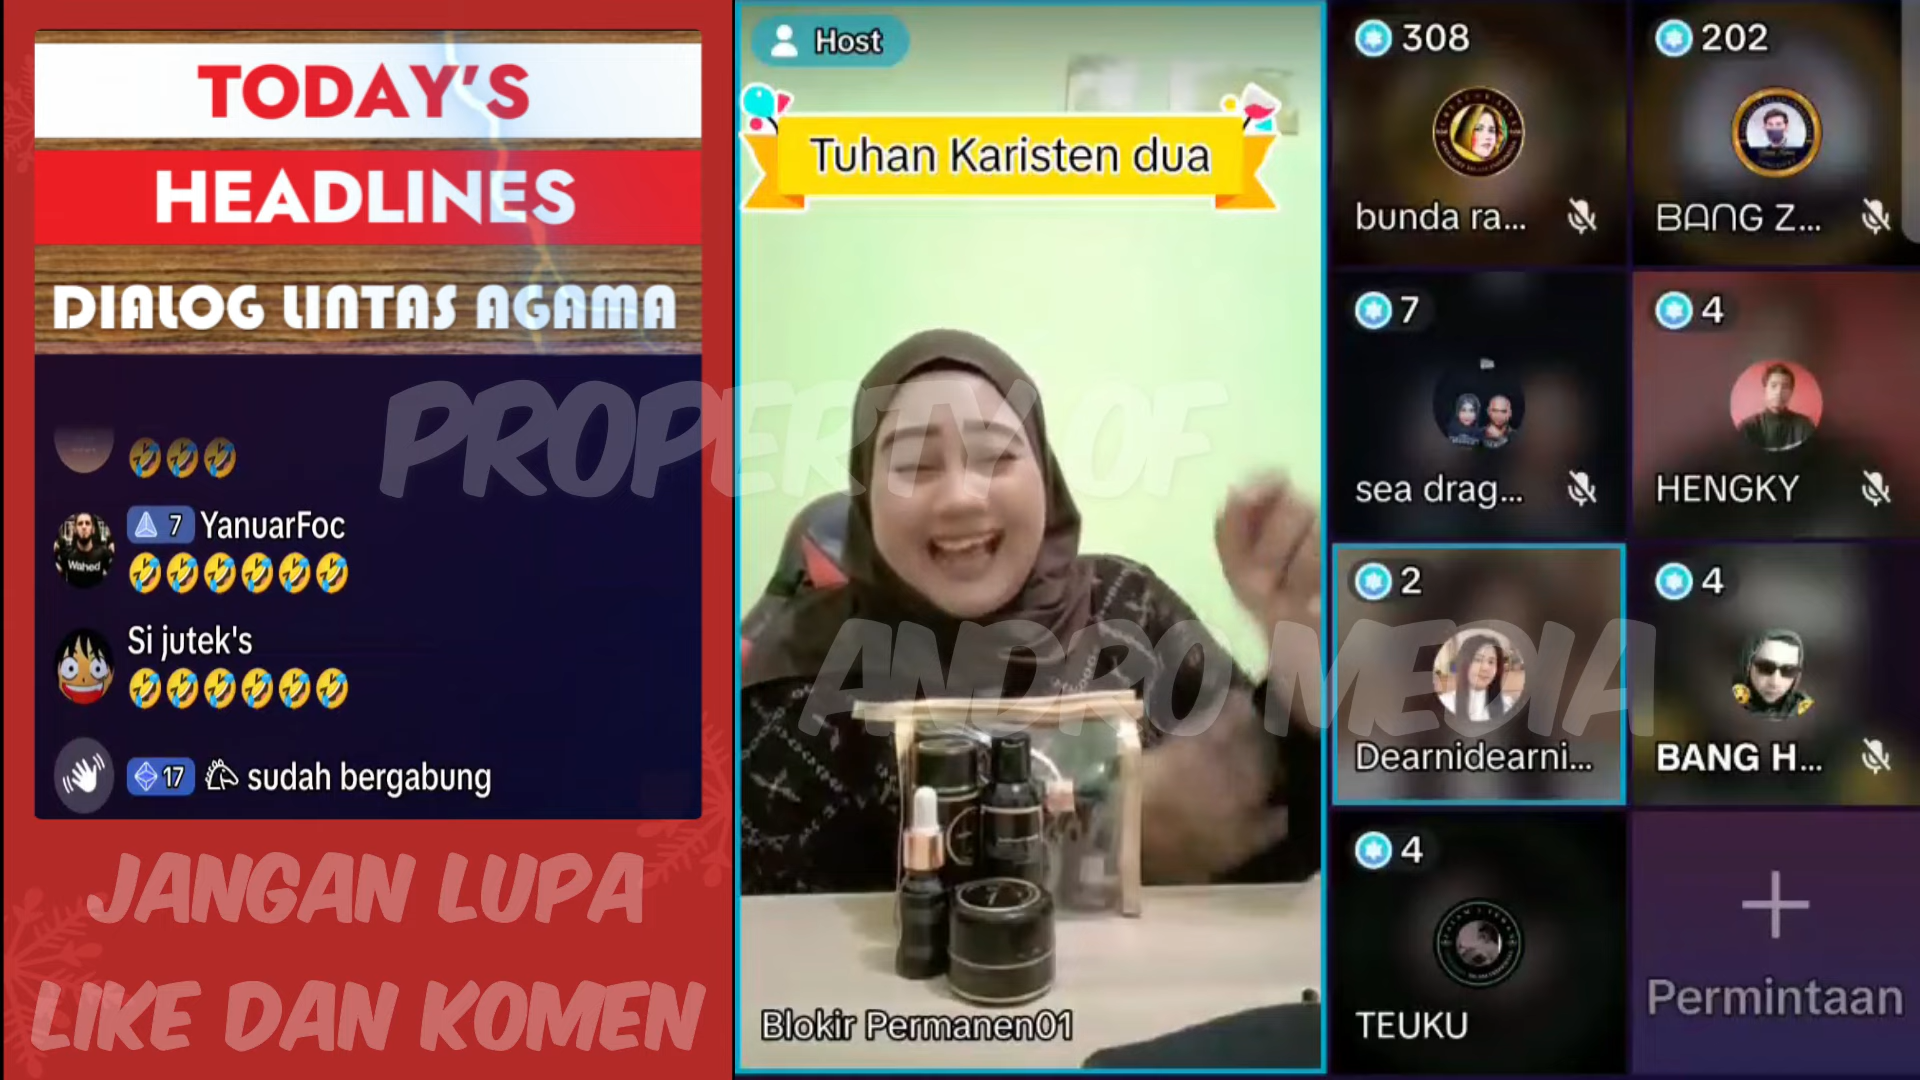 TODAY'S
HEADLINES
DIALOG LINTAS AGAMA
YanuarFoc
7
Wahed
Si jutek's
17
sudah bergabung
JANGAN LUPA
LIKE DAN KOMEN
PROPERTY OF
ANDRO MEDIA
Host
Tuhan Karisten dua
Blokir Permanen01
308
bunda ra...
202
BANG Z...
7
sea drag...
4
HENGKY
2
Dearnidearni...
4
BANG H...
4
TEUKU
Permintaan